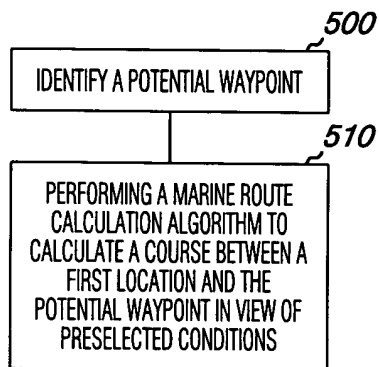 500
IDENTIFY A POTENTIAL WAYPOINT
510
PERFORMING A MARINE ROUTE
CALCULATION ALGORITHM TO
CALCULATE A COURSE BETWEEN A
FIRST LOCATION AND THE
POTENTIAL WAYPOINT IN VIEW OF
PRESELECTED CONDITIONS